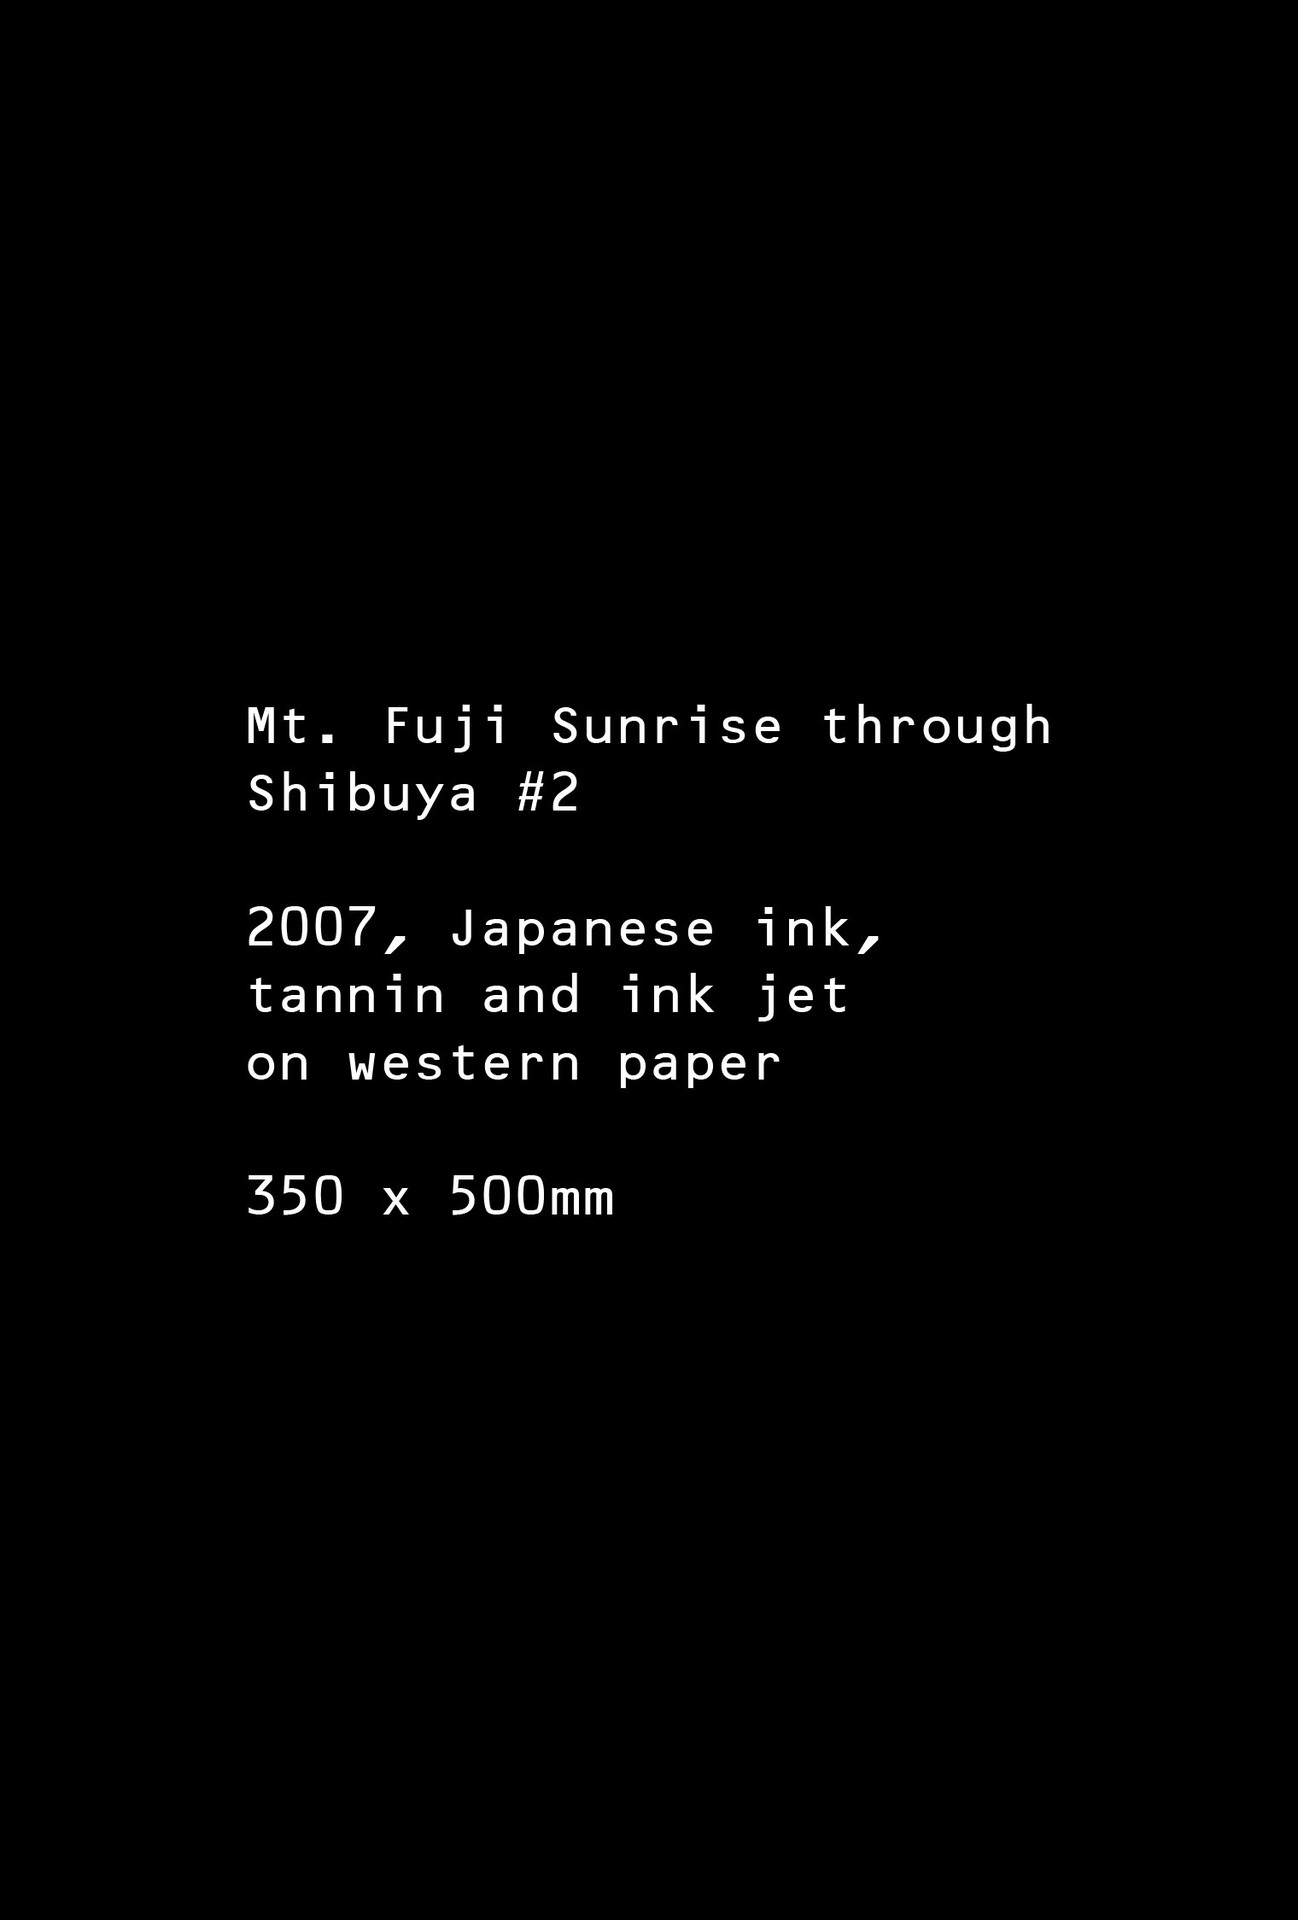 Mt. Fuji Sunrise through
Shibuya #2
2007, Japanese ink,
tannin and ink jet
on western paper
350 x 500mm